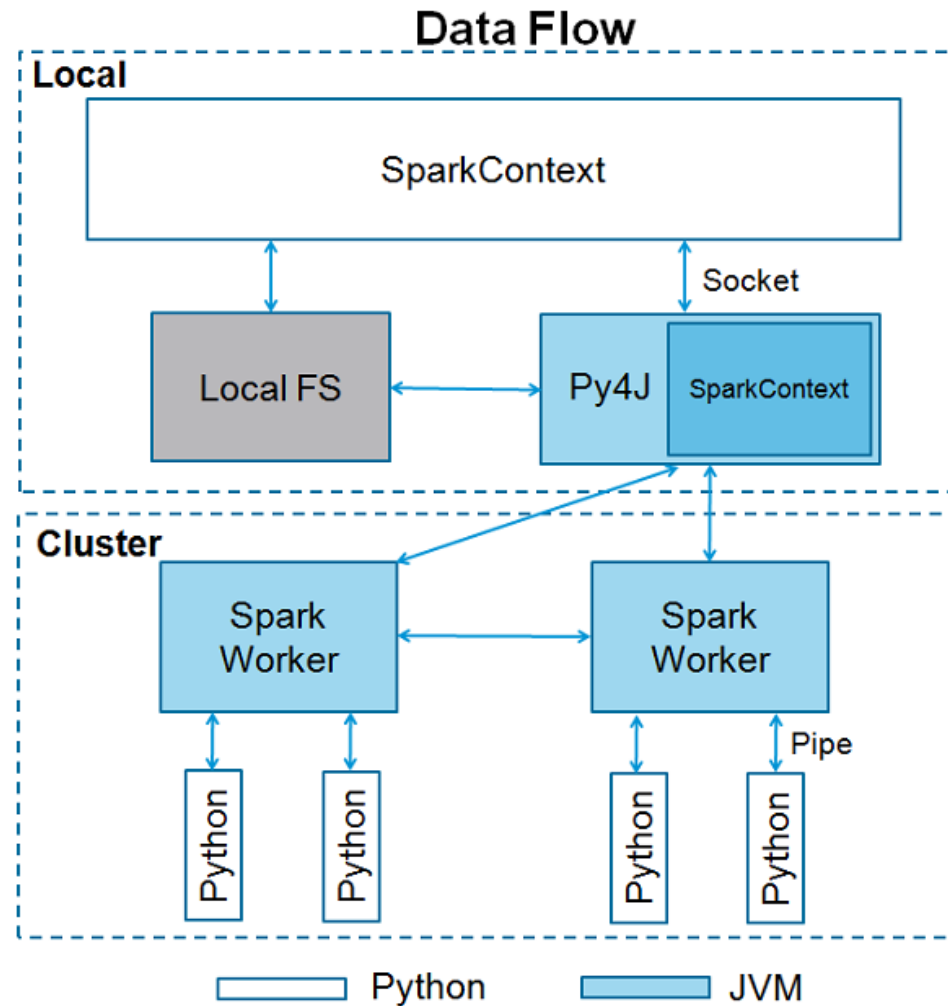 Data Flow
Local
SparkContext
Socket
Local FS
Py4J
SparkContext
Cluster
Spark
Worker
Spark
Worker
Pipe
Python
Python
Python
Python
Python
JVM